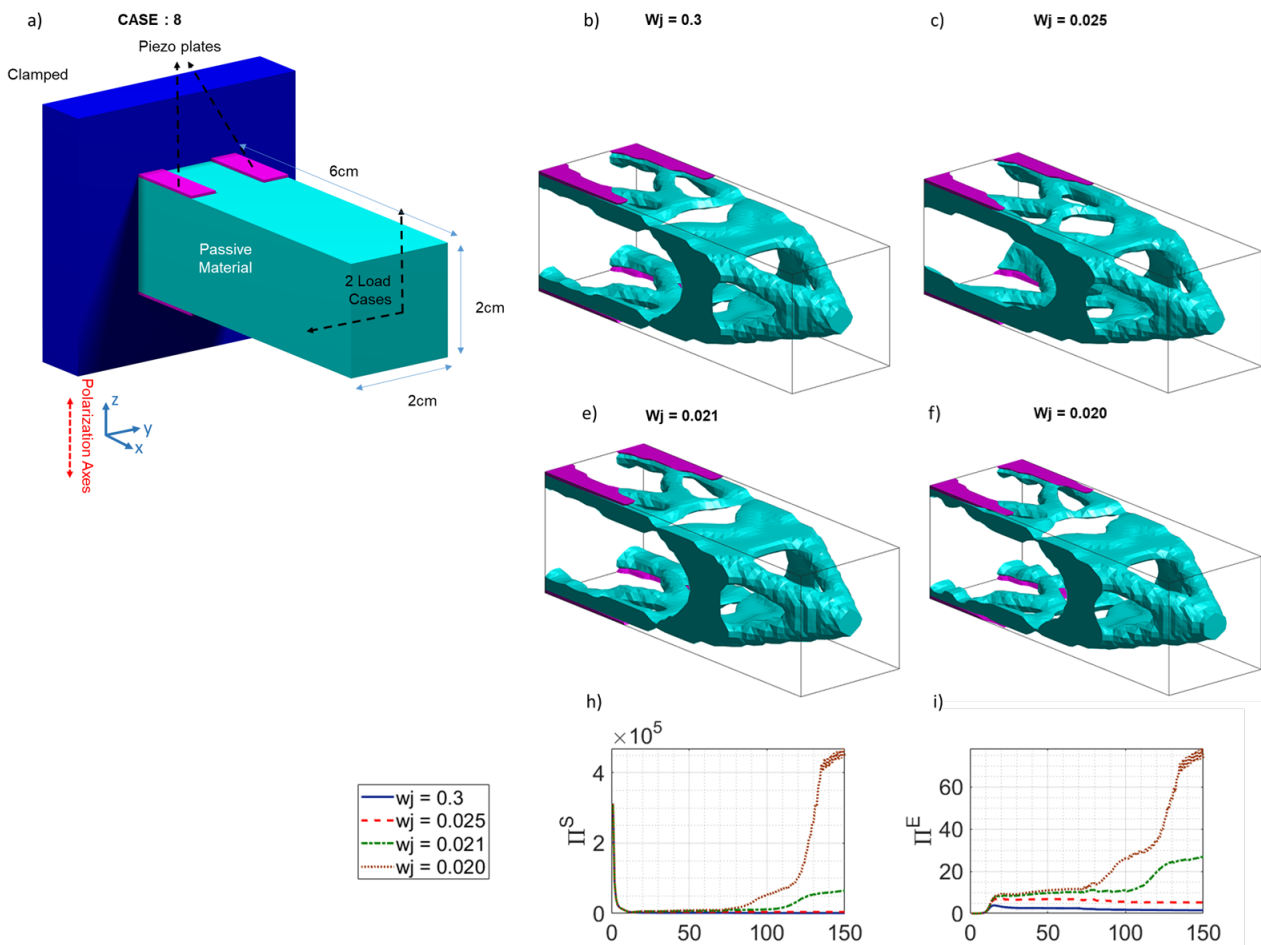 a)
CASE : 8
Piezo plates
Clamped
6cm
Passive
Material
2 Load
Cases
2cm
2cm
Polarization Axes
z
y
x
b)
Wj = 0.3
c)
Wj = 0.025
e)
Wj = 0.021
f)
Wj = 0.020
wj = 0.3
wj = 0.025
wj = 0.021
wj = 0.020
h)
×10⁵
Π^S
4
2
0
0
50
100
150
i)
Π^E
60
40
20
0
0
50
100
150